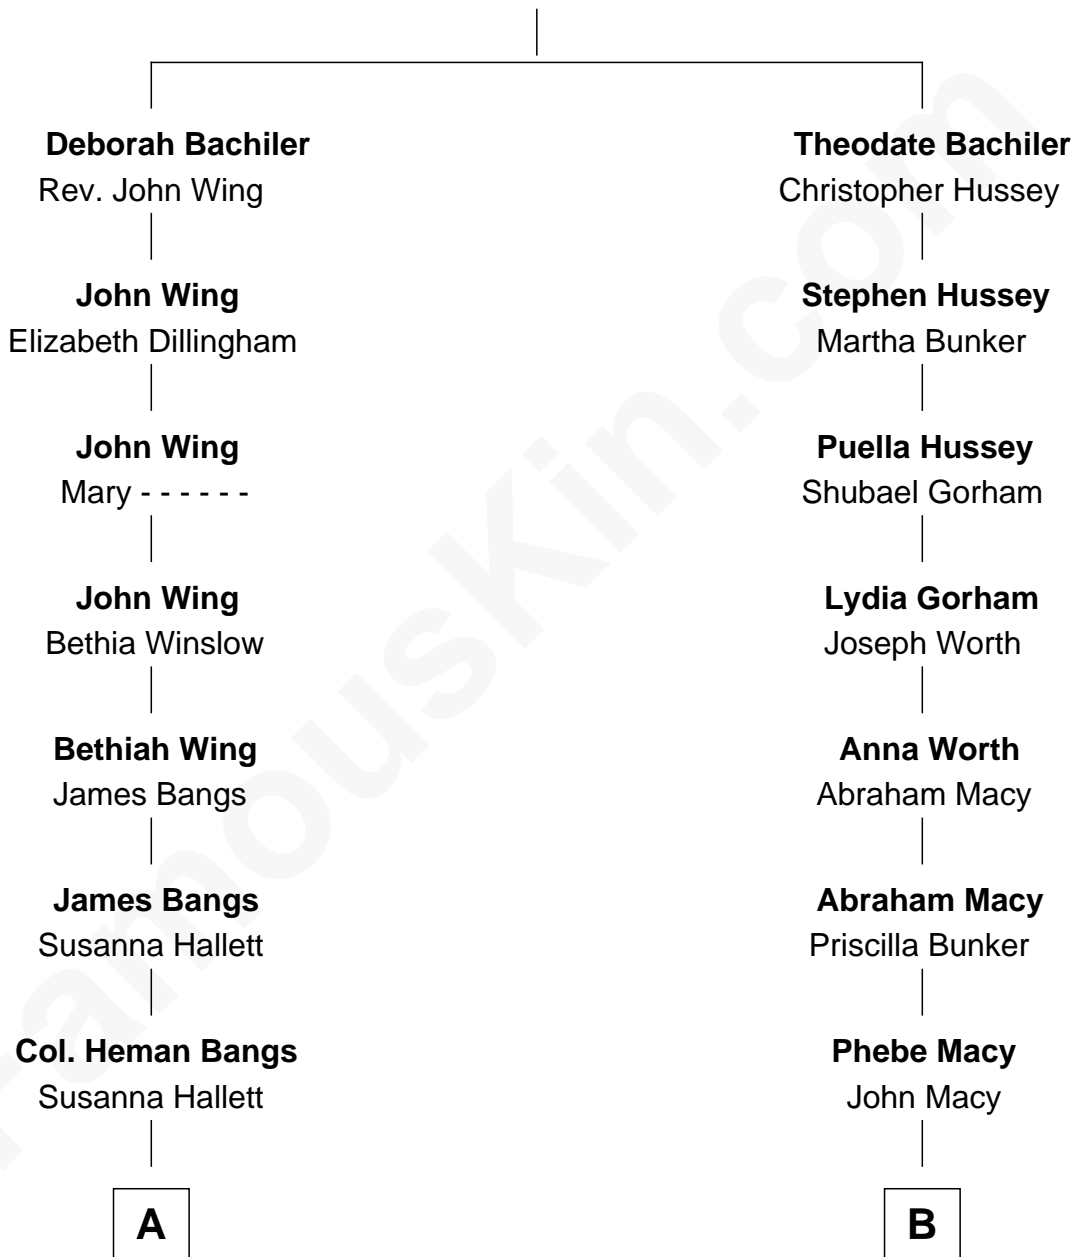 Deborah Bachiler
Rev. John Wing
Theodate Bachiler
Christopher Hussey
John Wing
Elizabeth Dillingham
Stephen Hussey
Martha Bunker
John Wing
Mary - - - - - -
Puella Hussey
Shubael Gorham
John Wing
Bethia Winslow
Lydia Gorham
Joseph Worth
Bethiah Wing
James Bangs
Anna Worth
Abraham Macy
James Bangs
Susanna Hallett
Abraham Macy
Priscilla Bunker
Col. Heman Bangs
Susanna Hallett
Phebe Macy
John Macy
A
B
FamousKin.com